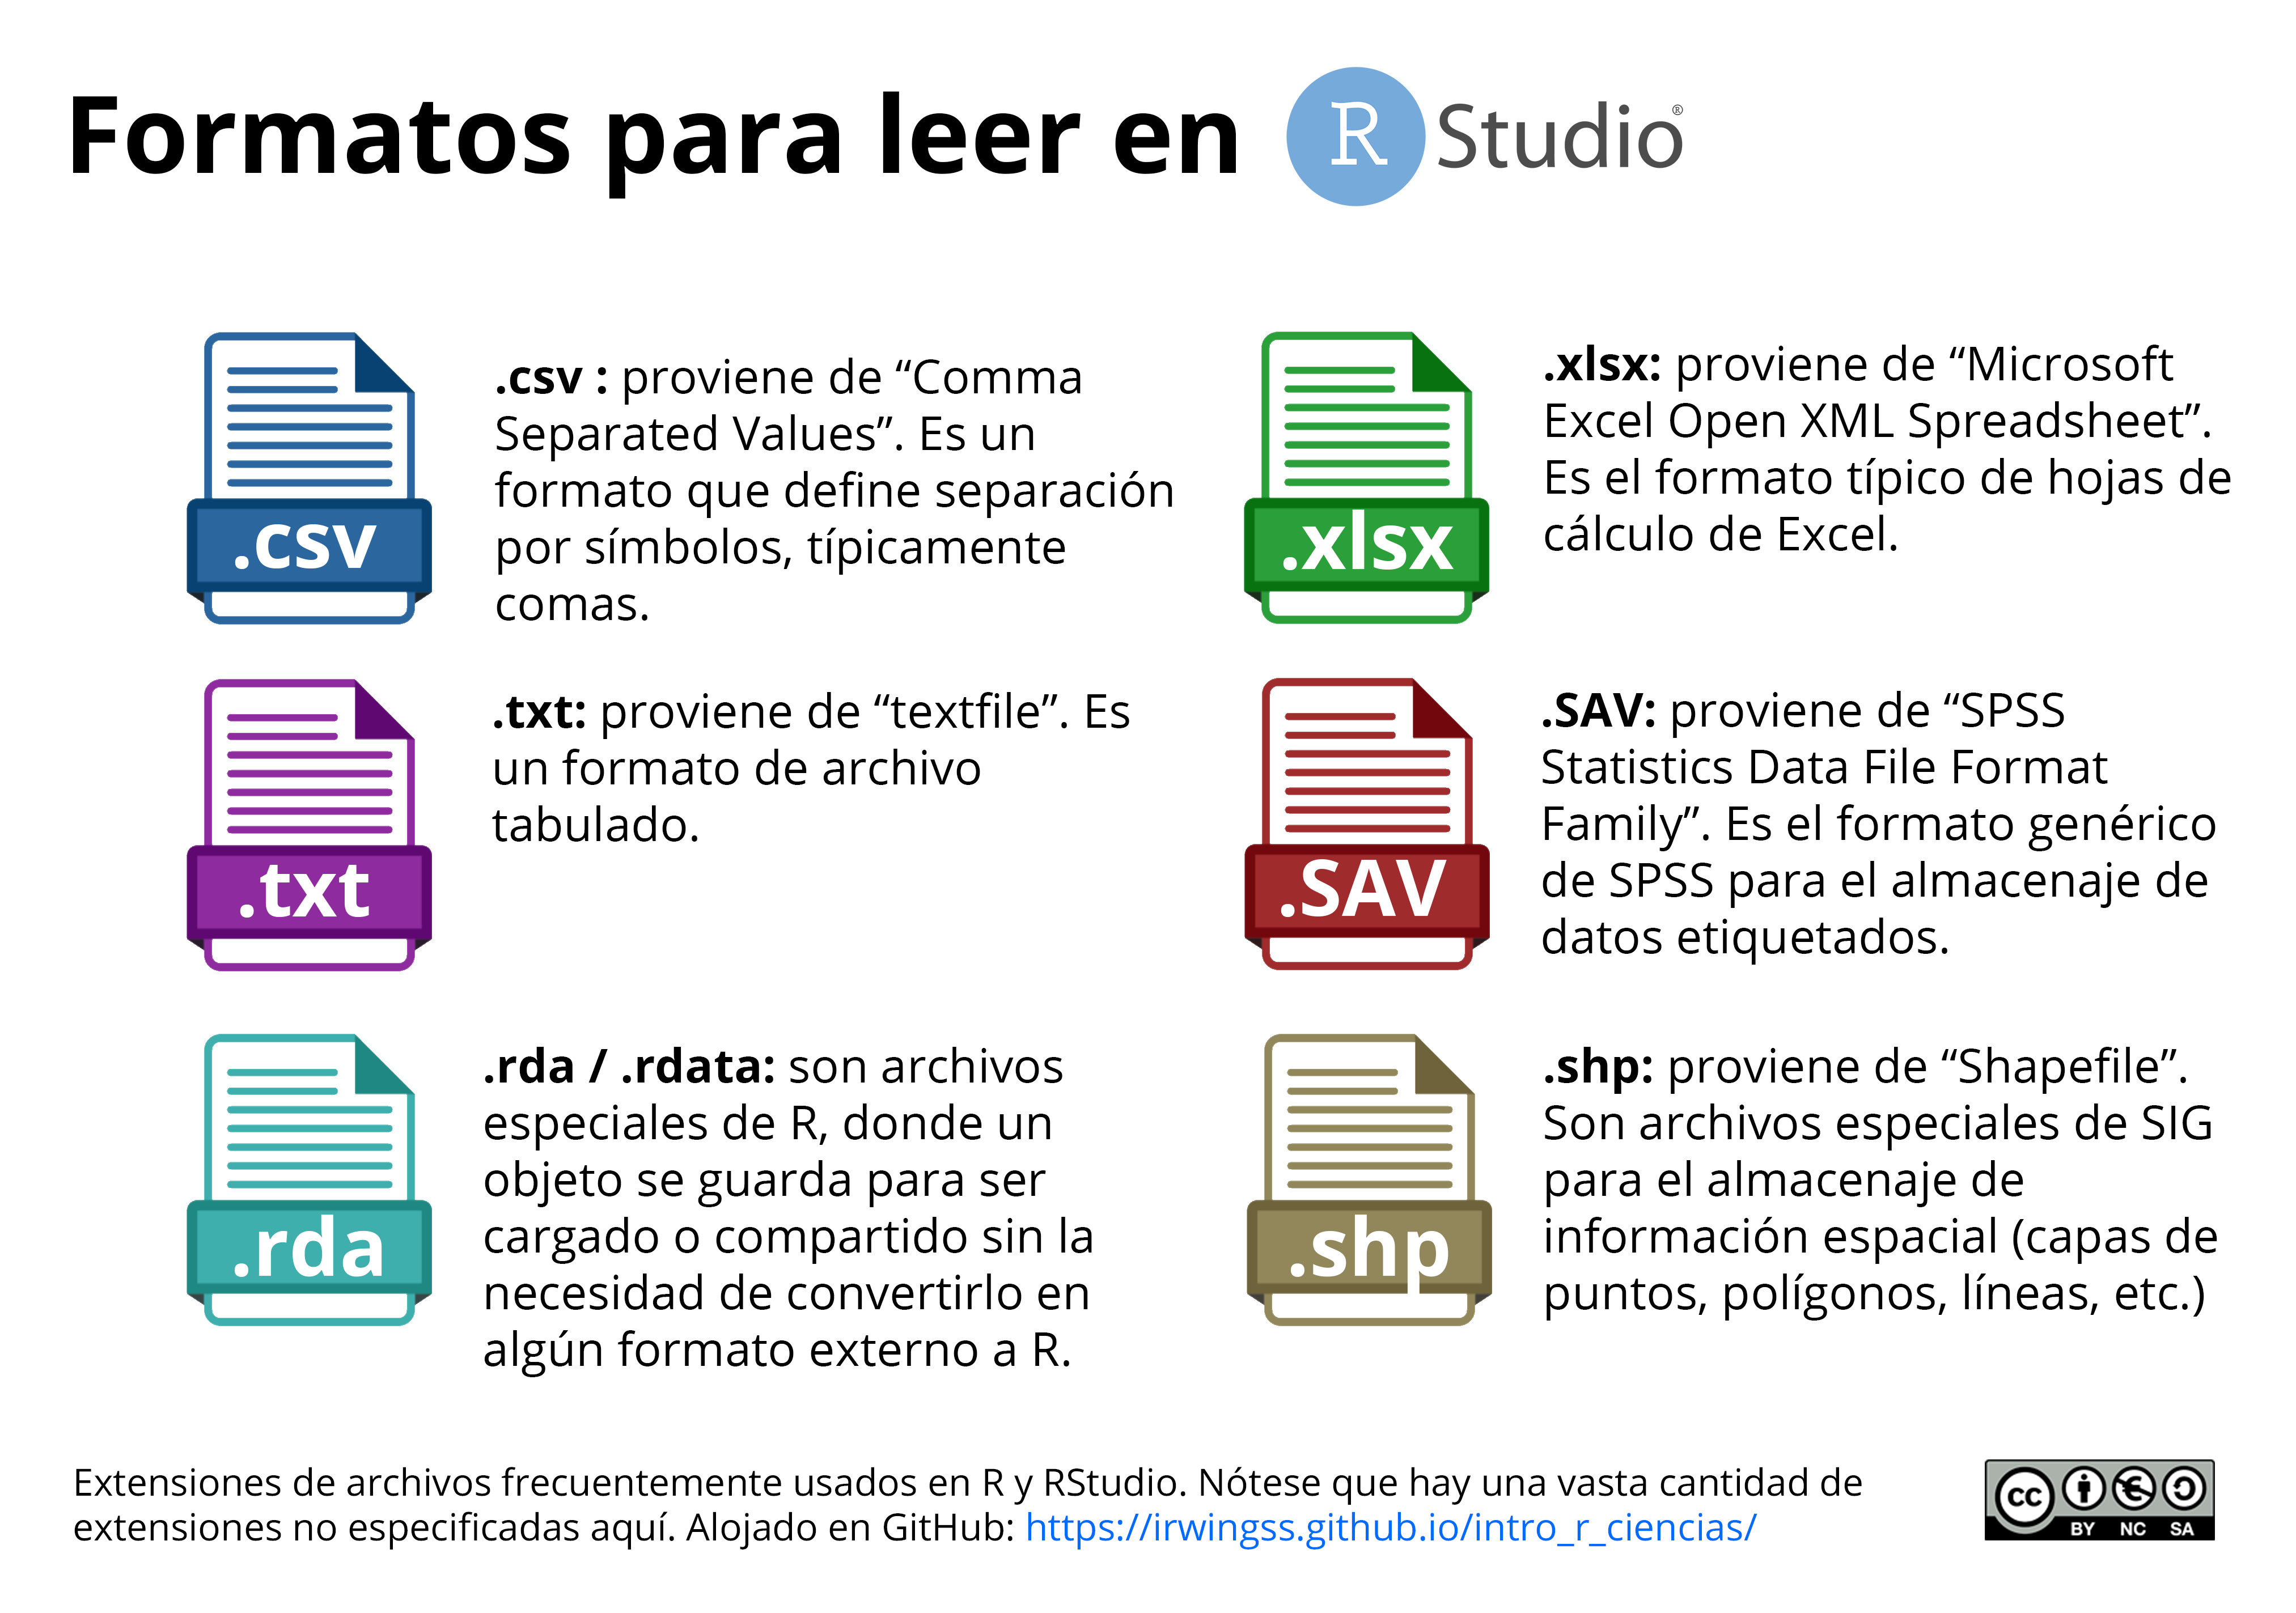 Formatos para leer en R Studio®
.csv
.csv : proviene de “Comma
Separated Values”. Es un
formato que define separación
por símbolos, típicamente
comas.
.xlsx
.xlsx: proviene de “Microsoft
Excel Open XML Spreadsheet”.
Es el formato típico de hojas de
cálculo de Excel.
.txt
.txt: proviene de “textfile”. Es
un formato de archivo
tabulado.
.SAV
.SAV: proviene de “SPSS
Statistics Data File Format
Family”. Es el formato genérico
de SPSS para el almacenaje de
datos etiquetados.
.rda
.rda / .rdata: son archivos
especiales de R, donde un
objeto se guarda para ser
cargado o compartido sin la
necesidad de convertirlo en
algún formato externo a R.
.shp
.shp: proviene de “Shapefile”.
Son archivos especiales de SIG
para el almacenaje de
información espacial (capas de
puntos, polígonos, líneas, etc.)
Extensiones de archivos frecuentemente usados en R y RStudio. Nótese que hay una vasta cantidad de
extensiones no especificadas aquí. Alojado en GitHub: https://irwingss.github.io/intro_r_ciencias/
cc
BY NC SA